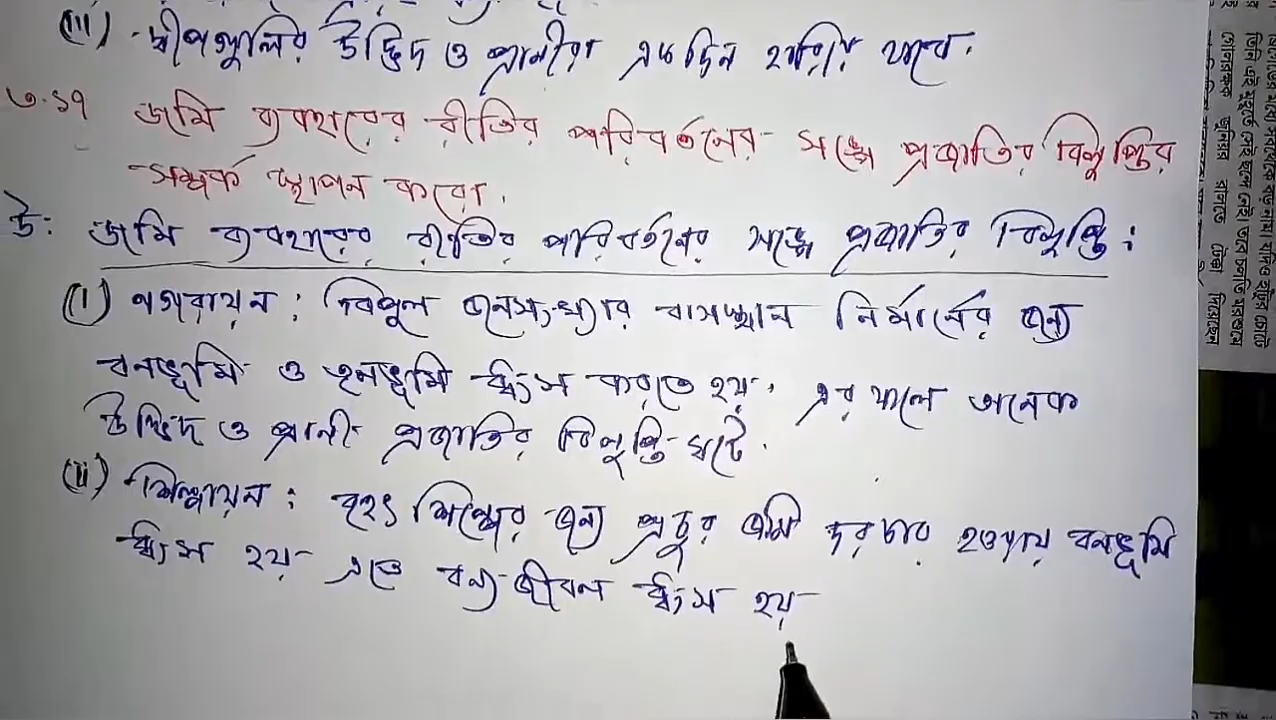 (iii) দ্বীপগুলির উদ্ভিদ ও প্রাণীরা একদিন হারিয়ে যাবে.
৩.১৭ জমি ব্যবহারের রীতির পরিবর্তনের সঙ্গে প্রজাতির বিলুপ্তির
সম্পর্ক স্থাপন করো.
উ: জমি ব্যবহারের রীতির পরিবর্তনের সঙ্গে প্রজাতির বিলুপ্তি :
(i) নগরায়ন : বিপুল জনসংখ্যার বাসস্থান নির্মানের জন্য
বনভূমি ও তৃনভূমি ধ্বংস করতে হয়. এর ফলে অনেক
উদ্ভিদ ও প্রানী প্রজাতির বিলুপ্তি ঘটে.
(ii) শিল্পায়ন : বৃহৎ শিল্পের জন্য প্রচুর জমি দরকার হওয়ায় বনভূমি
ধ্বংস হয় এতে বন্যজীবন ধ্বংস হয়